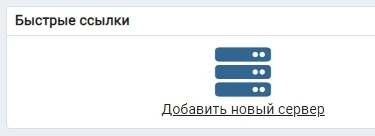 Быстрые ссылки
Добавить новый сервер